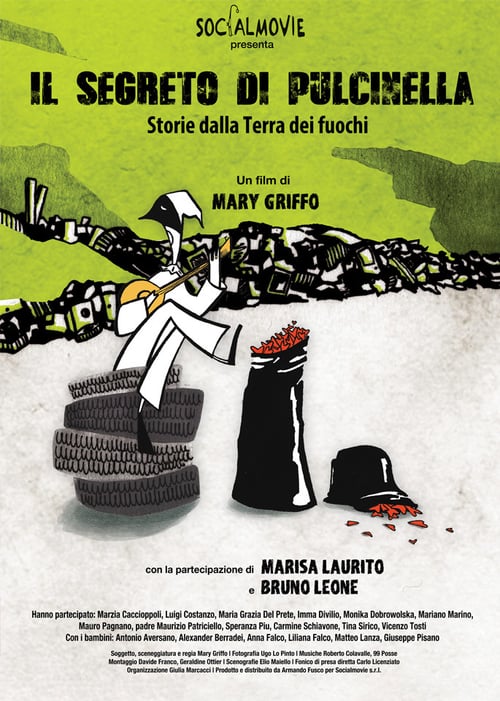 SOCIALMOVIE
presenta
IL SEGRETO DI PULCINELLA
Storie dalla Terra dei fuochi
Un film di
MARY GRIFFO
con la partecipazione di MARISA LAURITO
e BRUNO LEONE
Hanno partecipato: Marzia Caccioppoli, Luigi Costanzo, Maria Grazia Del Prete, Imma Divilio, Monika Dobrowolska, Mariano Marino,
Mauro Pagnano, padre Maurizio Patriciello, Speranza Piu, Carmine Schiavone, Tina Sirico, Vicenzo Tosti
Con i bambini: Antonio Aversano, Alexander Berradei, Anna Falco, Liliana Falco, Matteo Lanza, Giuseppe Pisano
Soggetto, sceneggiatura e regia Mary Griffo I Fotografia Ugo Lo Pinto I Musiche Roberto Colavalle, 99 Posse
Montaggio Davide Franco, Geraldine Ottier I Scenografie Elio Maiello I Fonico di presa diretta Carlo Licenziato
Organizzazione Giulia Marcacci I Prodotto e distribuito da Armando Fusco per Socialmovie s.r.l.